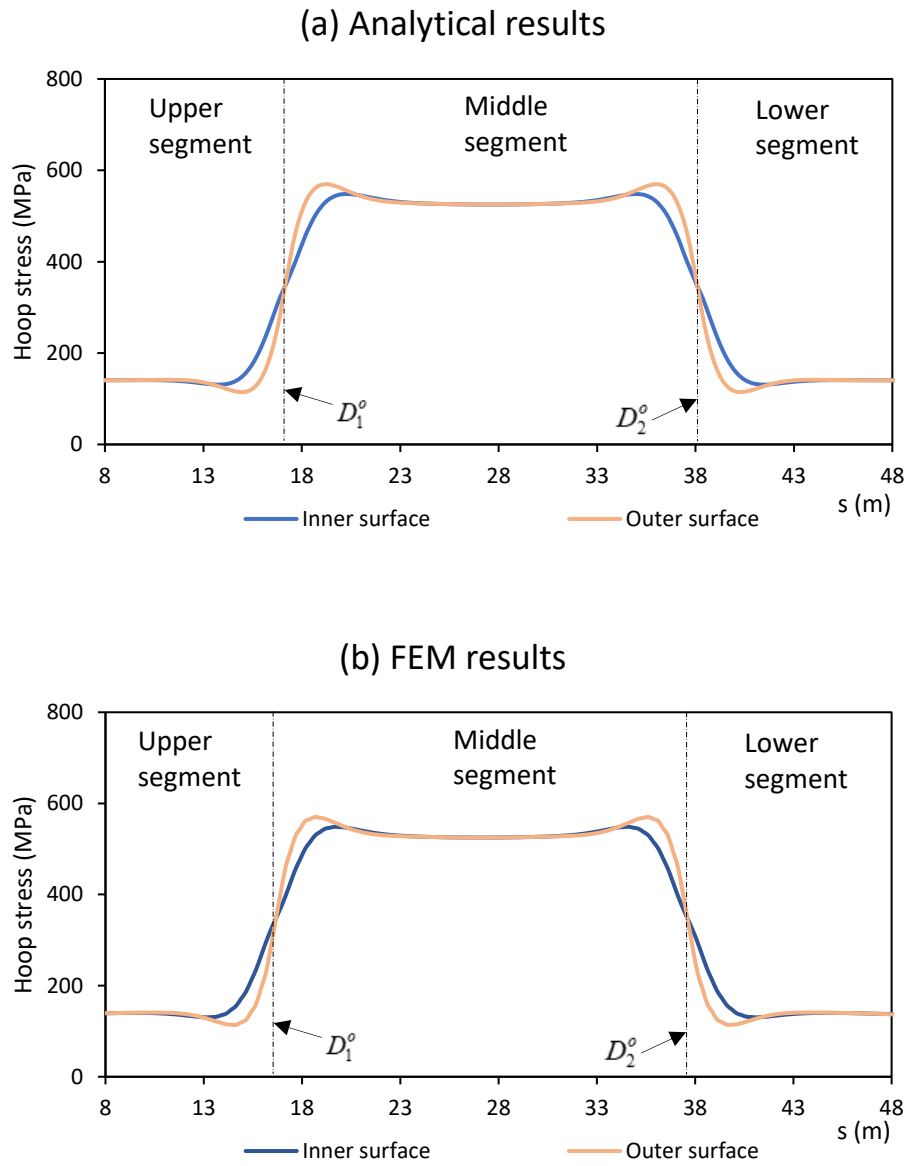 (a) Analytical results
800
600
400
200
0
Hoop stress (MPa)
Upper
segment
Middle
segment
Lower
segment
D₁ᵒ
D₂ᵒ
8 13 18 23 28 33 38 43 48
s (m)
Inner surface Outer surface
(b) FEM results
800
600
400
200
0
Hoop stress (MPa)
Upper
segment
Middle
segment
Lower
segment
D₁ᵒ
D₂ᵒ
8 13 18 23 28 33 38 43 48
s (m)
Inner surface Outer surface